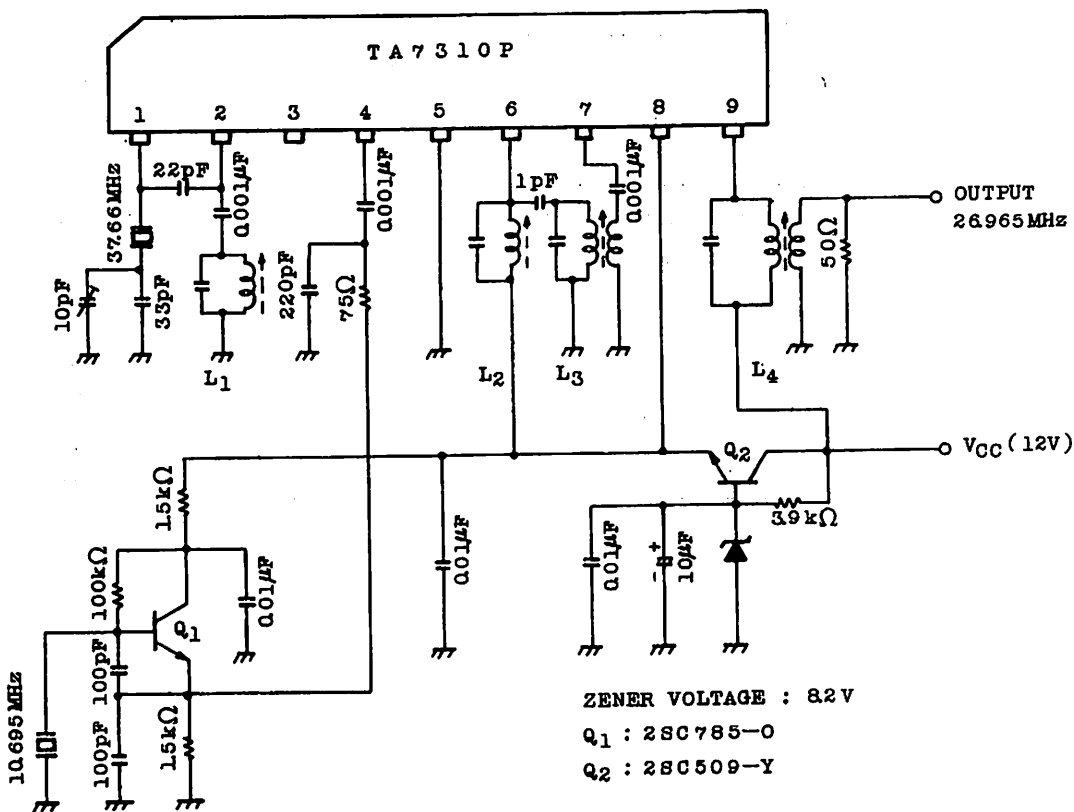 TA7310P
1 2 3 4 5 6 7 8 9
22pF
37.66MHz
0.001µF
10pF
33pF
L1
0.001µF
220pF
75Ω
1pF
0.001µF
L2
L3
L4
50Ω
OUTPUT
26.965MHz
VCC (12V)
Q2
3.9kΩ
0.01µF
+
-
10µF
0.01µF
1.5kΩ
100kΩ
0.01µF
Q1
100pF
100pF
1.5kΩ
10.695MHz
ZENER VOLTAGE : 8.2V
Q1 : 2SC785-O
Q2 : 2SC509-Y